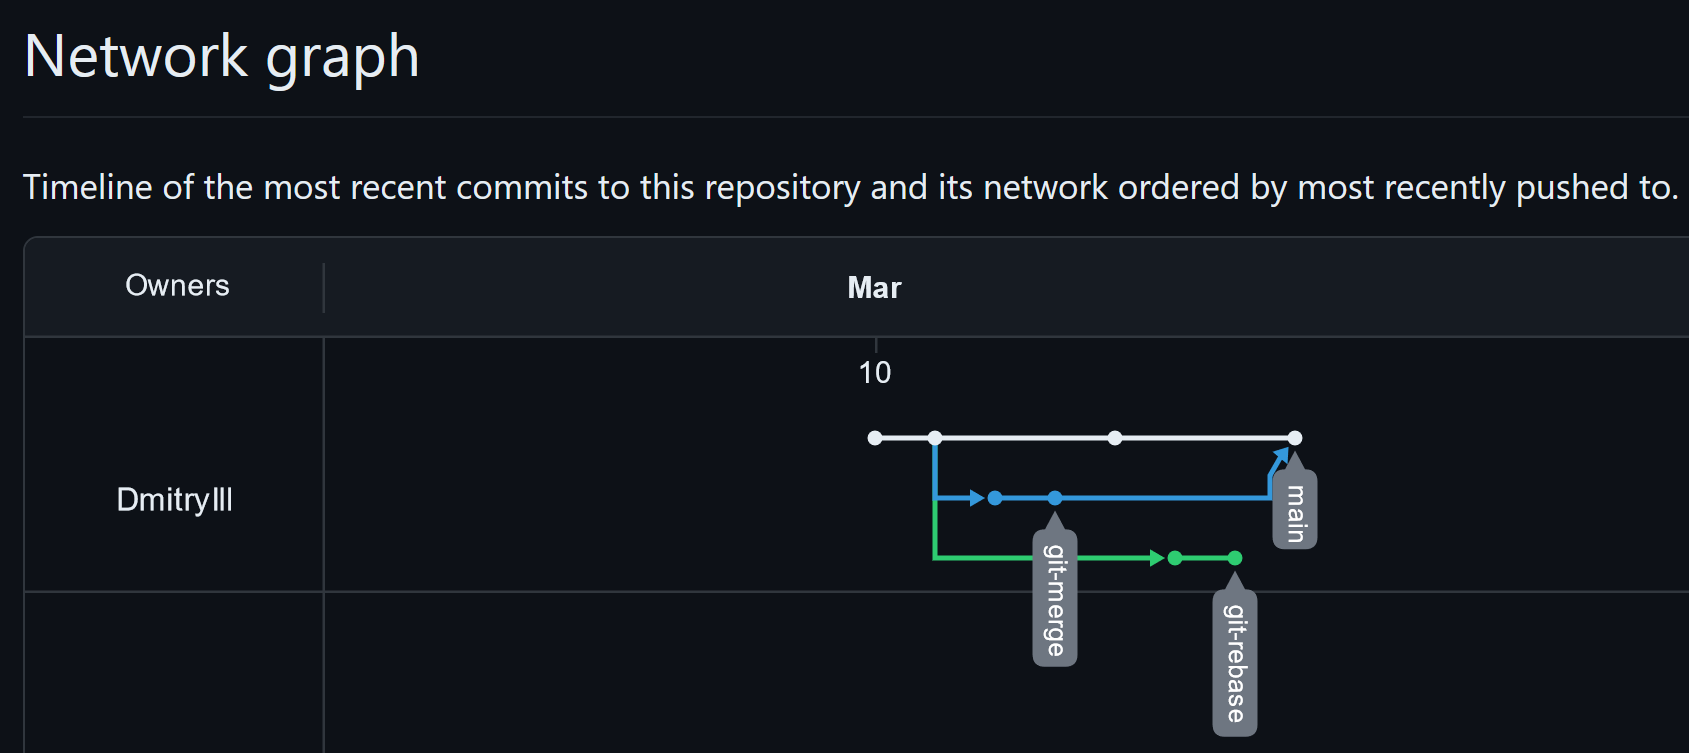 Network graph
Timeline of the most recent commits to this repository and its network ordered by most recently pushed to.
Owners
Mar
10
DmitryIII
main
git-merge
git-rebase